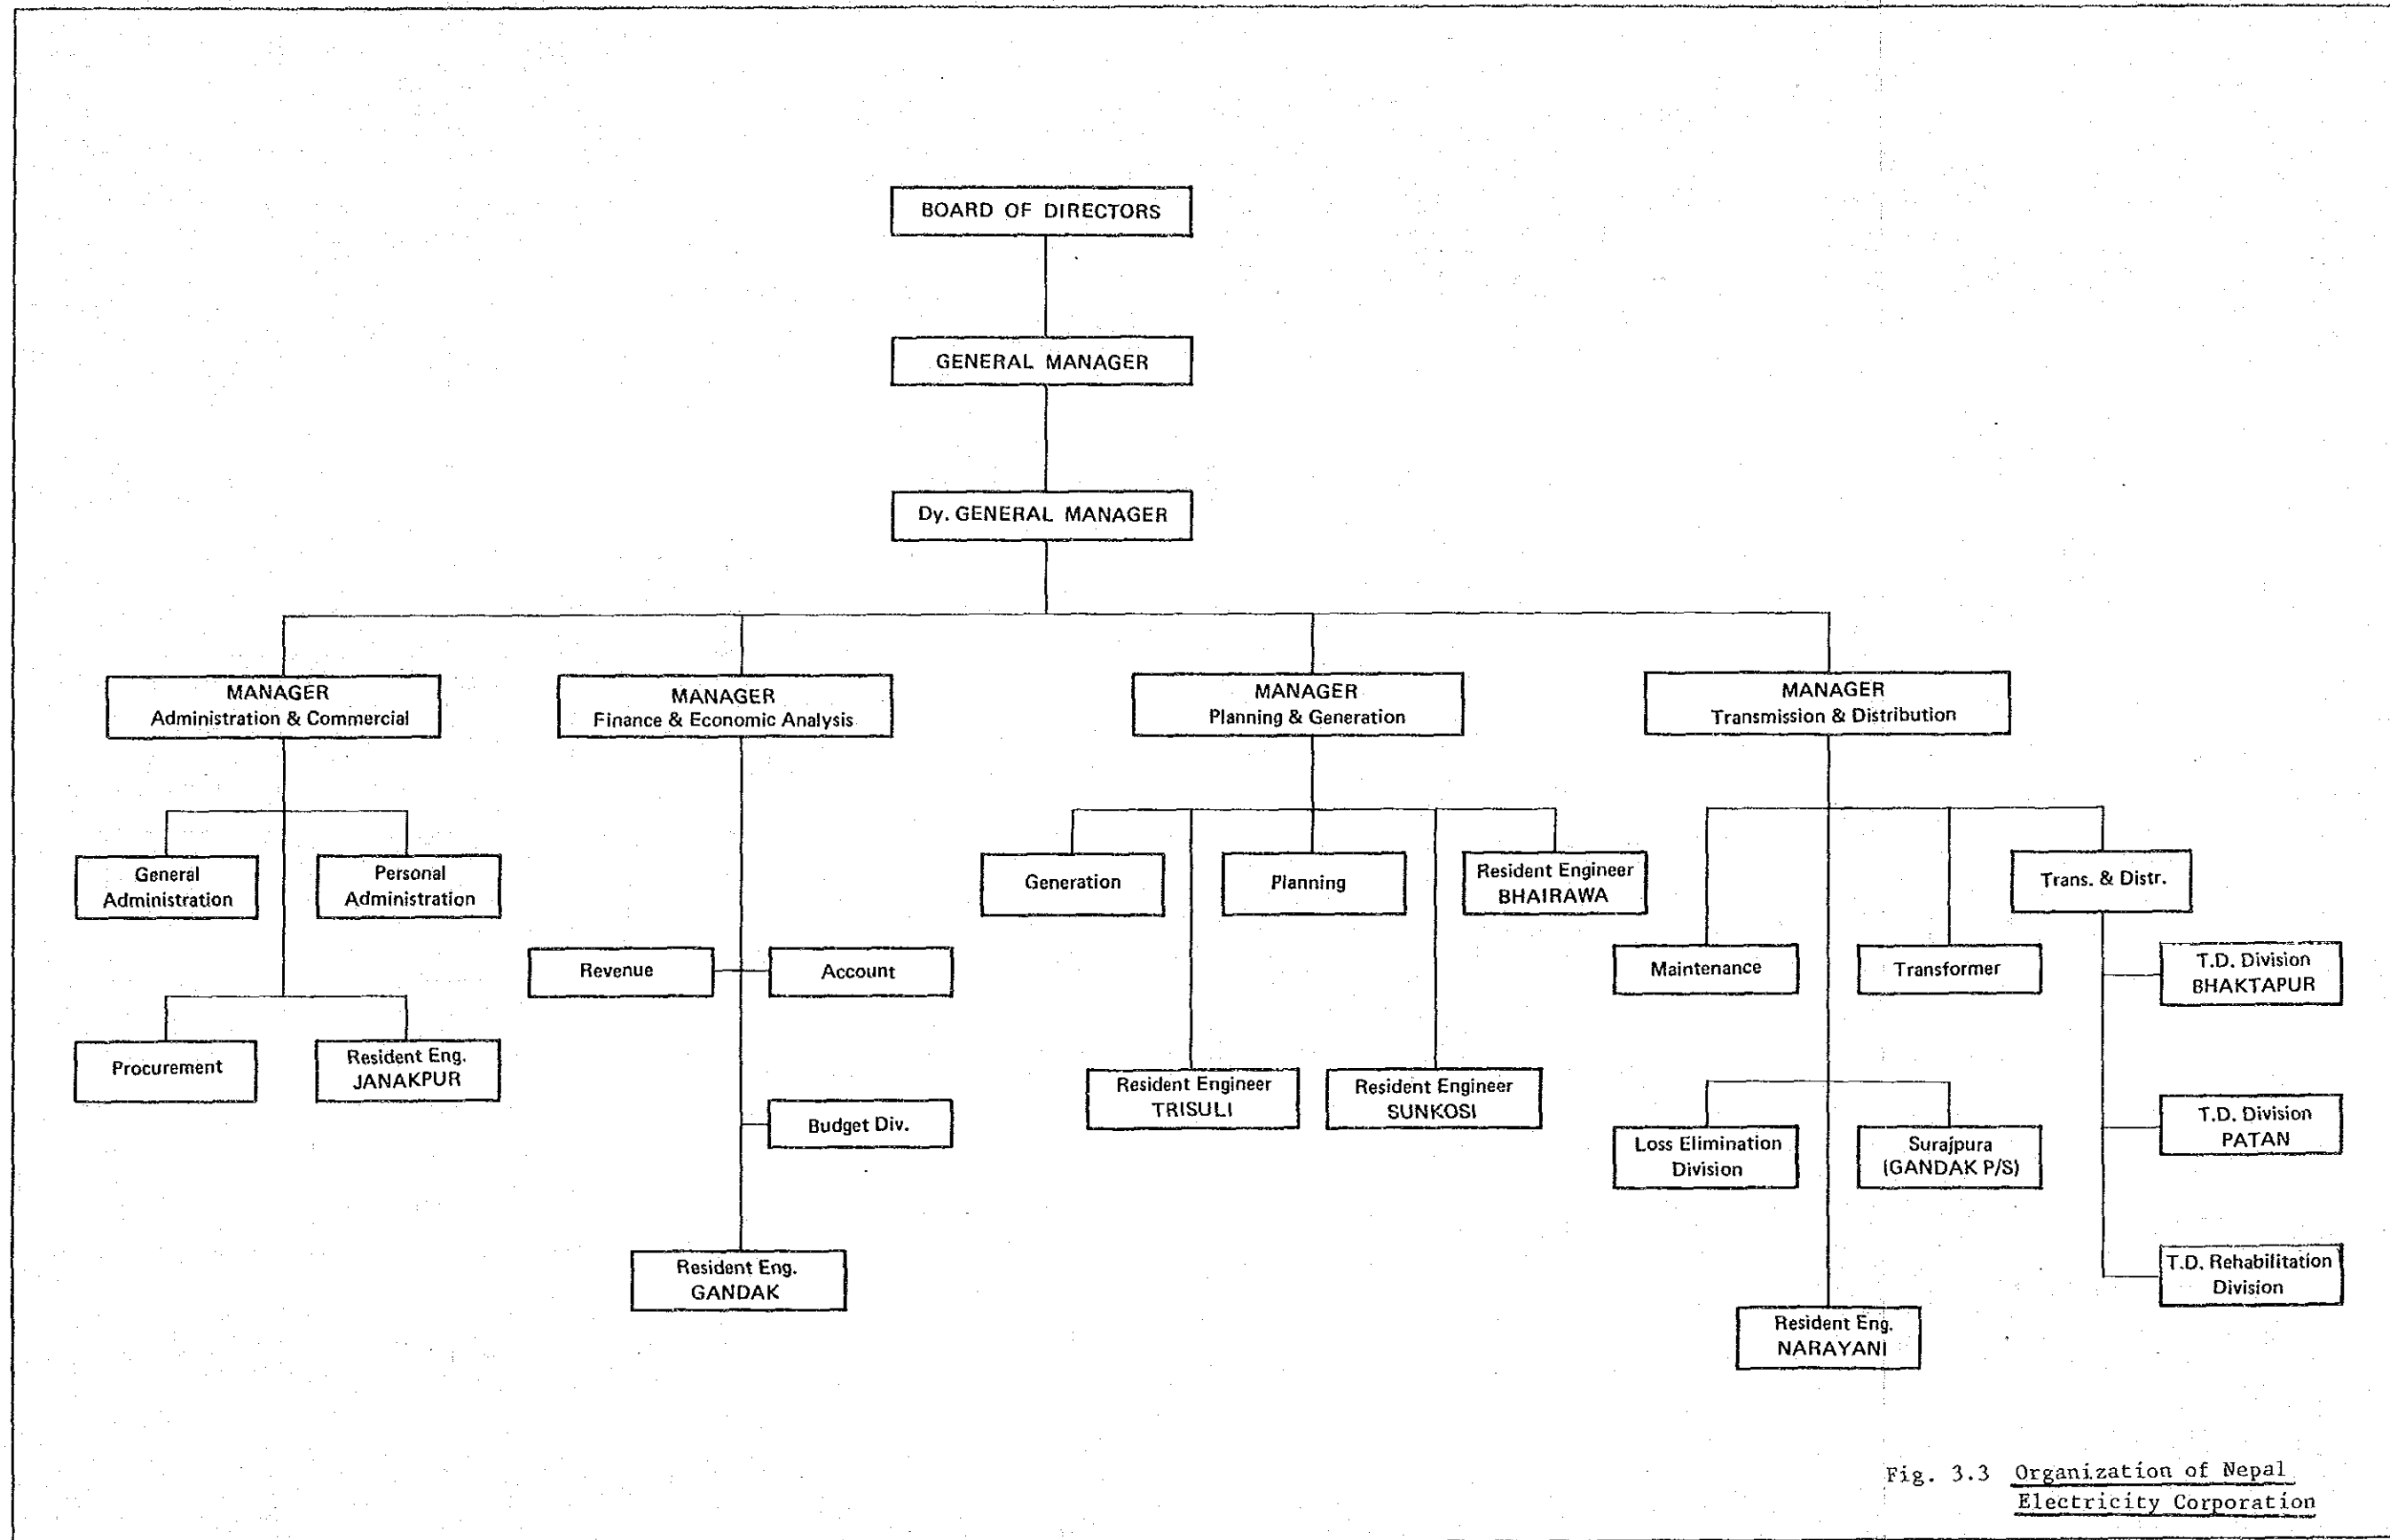 BOARD OF DIRECTORS
GENERAL MANAGER
Dy. GENERAL MANAGER
MANAGER
Administration & Commercial
MANAGER
Finance & Economic Analysis
MANAGER
Planning & Generation
MANAGER
Transmission & Distribution
General
Administration
Personal
Administration
Procurement
Resident Eng.
JANAKPUR
Revenue
Account
Budget Div.
Resident Eng.
GANDAK
Generation
Planning
Resident Engineer
BHAIRAWA
Resident Engineer
TRISULI
Resident Engineer
SUNKOSI
Trans. & Distr.
Maintenance
Transformer
T.D. Division
BHAKTAPUR
Loss Elimination
Division
Surajpura
(GANDAK P/S)
T.D. Division
PATAN
T.D. Rehabilitation
Division
Resident Eng.
NARAYANI
Fig. 3.3 Organization of Nepal
Electricity Corporation